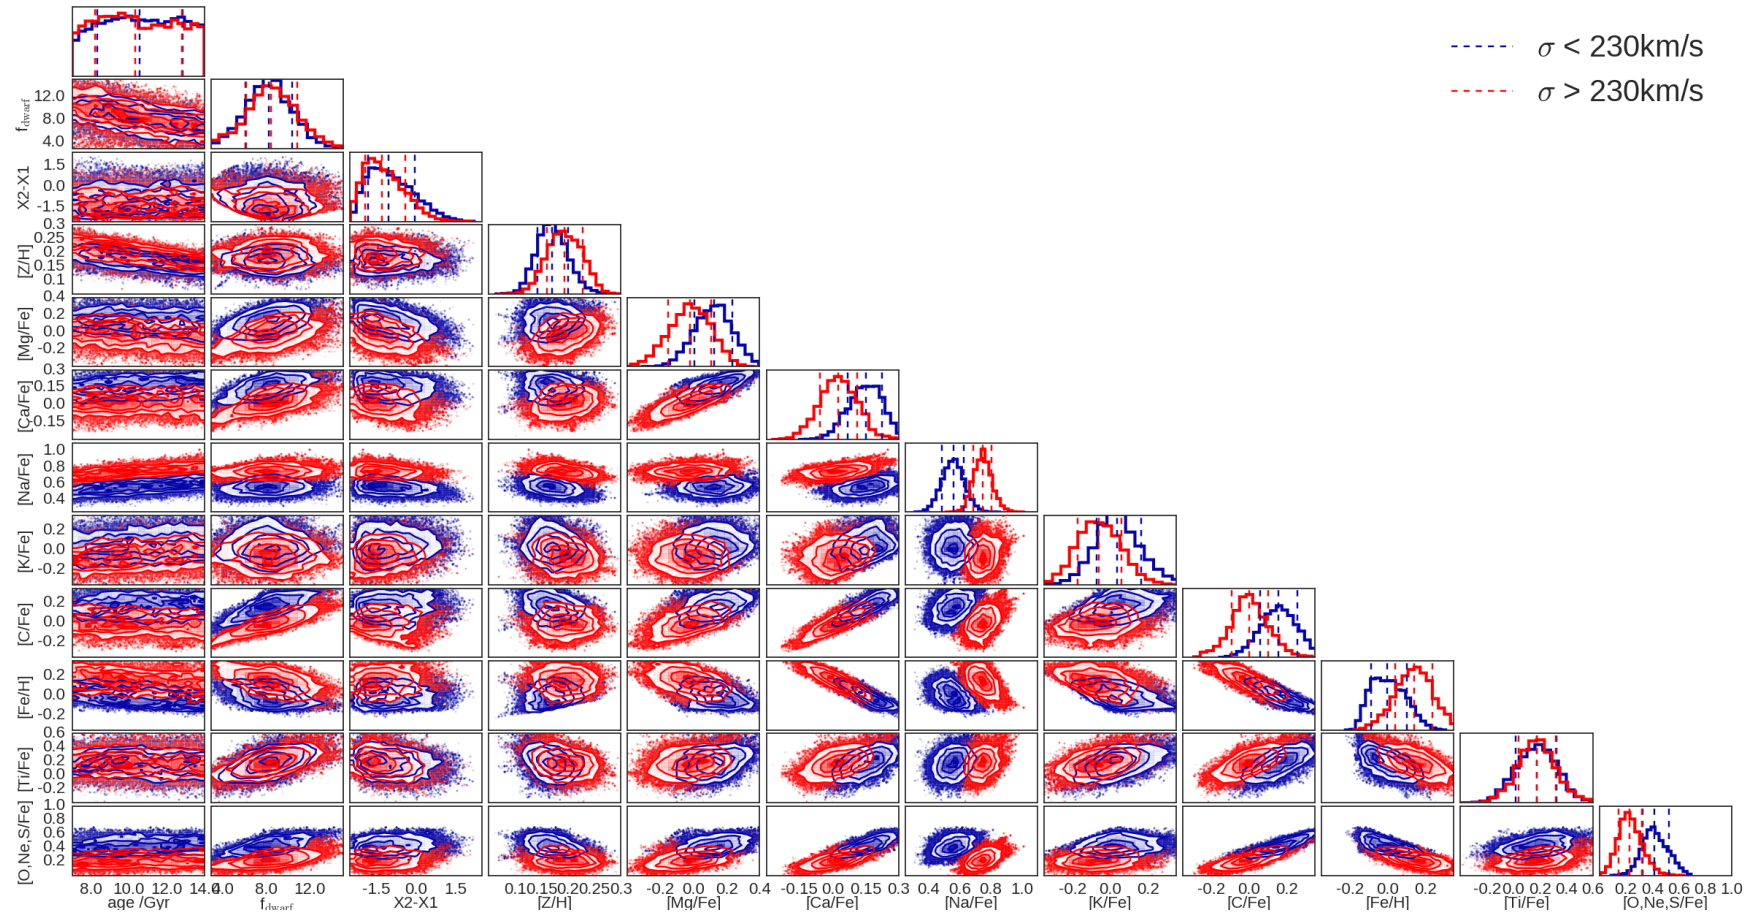 σ < 230km/s
σ > 230km/s
12.0
8.0
4.0
f_dwarf
1.5
0.0
-1.5
X2-X1
0.3
0.25
0.2
0.15
0.1
[Z/H]
0.4
0.2
0.0
-0.2
[Mg/Fe]
0.3
0.15
0.0
0.15
[Ca/Fe]
1.0
0.8
0.6
0.4
[Na/Fe]
0.2
0.0
-0.2
[K/Fe]
0.2
0.0
-0.2
[C/Fe]
0.2
0.0
-0.2
[Fe/H]
0.6
0.4
0.2
0.0
-0.2
[Ti/Fe]
1.0
0.8
0.6
0.4
0.2
[O,Ne,S/Fe]
8.0 10.0 12.0 14.0 4.0 8.0 12.0 -1.5 0.0 1.5 0.10.150.20.250.3 -0.2 0.0 0.2 0.4 -0.15 0.0 0.15 0.3 0.4 0.6 0.8 1.0 -0.2 0.0 0.2 -0.2 0.0 0.2 -0.2 0.0 0.2 -0.20.0 0.2 0.4 0.6 0.2 0.4 0.6 0.8 1.0
age /Gyr f_dwarf X2-X1 [Z/H] [Mg/Fe] [Ca/Fe] [Na/Fe] [K/Fe] [C/Fe] [Fe/H] [Ti/Fe] [O,Ne,S/Fe]